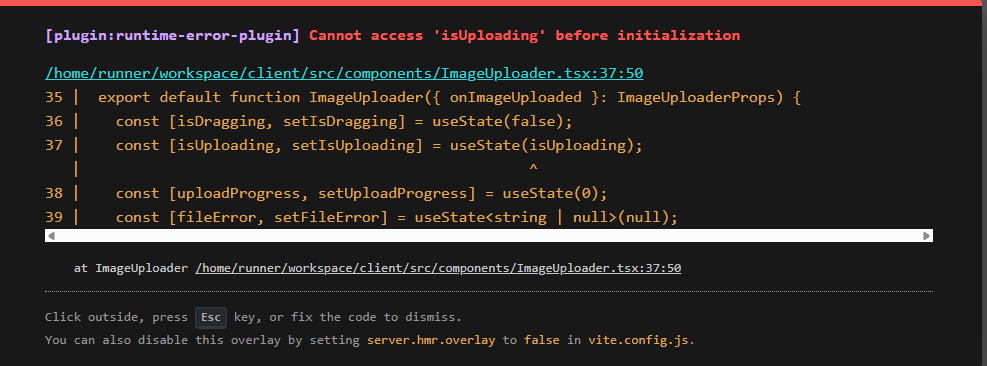 [plugin:runtime-error-plugin] Cannot access 'isUploading' before initialization
/home/runner/workspace/client/src/components/ImageUploader.tsx:37:50
35 |  export default function ImageUploader({ onImageUploaded }: ImageUploaderProps) {
36 |    const [isDragging, setIsDragging] = useState(false);
37 |    const [isUploading, setIsUploading] = useState(isUploading);
   |                                                   ^
38 |    const [uploadProgress, setUploadProgress] = useState(0);
39 |    const [fileError, setFileError] = useState<string | null>(null);
at ImageUploader /home/runner/workspace/client/src/components/ImageUploader.tsx:37:50
Click outside, press Esc key, or fix the code to dismiss.
You can also disable this overlay by setting server.hmr.overlay to false in vite.config.js.